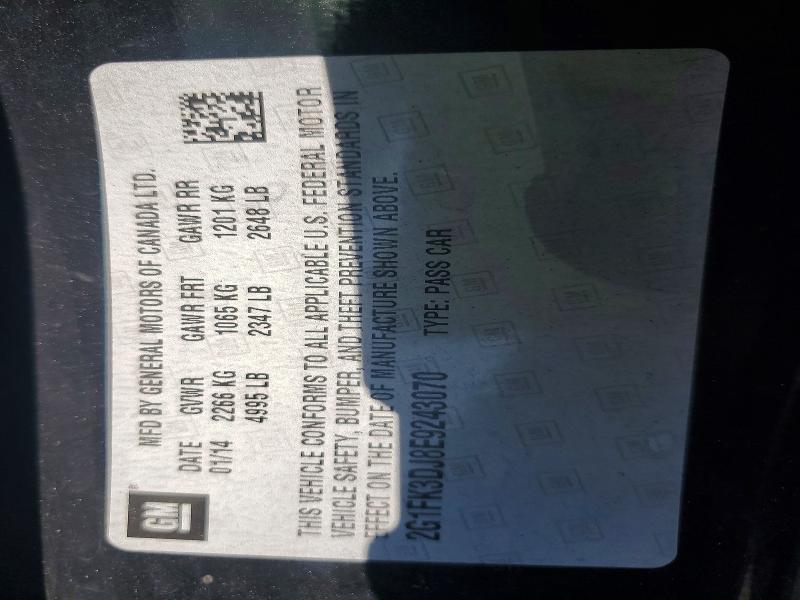 GM
MFD BY GENERAL MOTORS OF CANADA LTD.
DATE GVWR GAWR FRT GAWR RR
01/14 2266 KG 1065 KG 1201 KG
4995 LB 2347 LB 2648 LB
THIS VEHICLE CONFORMS TO ALL APPLICABLE U.S. FEDERAL MOTOR
VEHICLE SAFETY, BUMPER, AND THEFT PREVENTION STANDARDS IN
EFFECT ON THE DATE OF MANUFACTURE SHOWN ABOVE.
2G1FK3DJ8E9243070 TYPE: PASS CAR